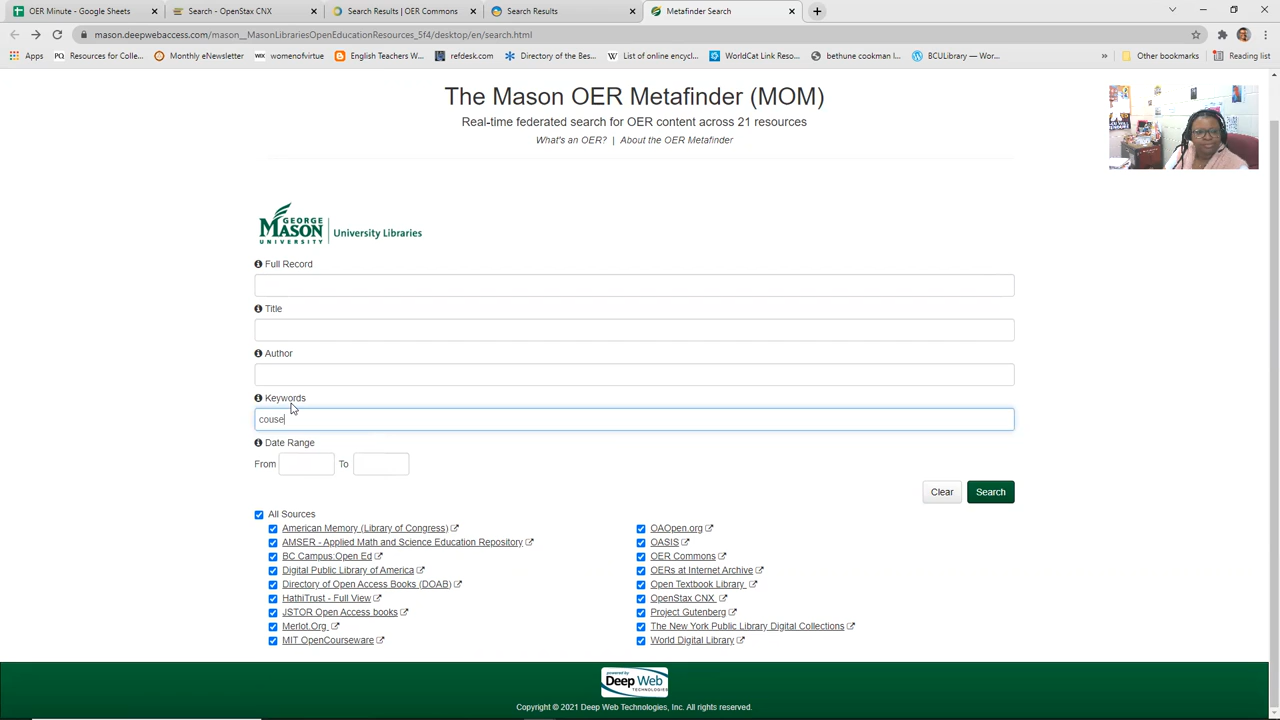 OER Minute - Google Sheets
Search - OpenStax CNX
Search Results | OER Commons
Search Results
Metafinder Search
mason.deepwebaccess.com/mason__MasonLibrariesOpenEducationResources_5f4/desktop/en/search.html
Apps
Resources for Colle...
Monthly eNewsletter
womenofvirtue
English Teachers W...
refdesk.com
Directory of the Bes...
List of online encycl...
WorldCat Link Reso...
bethune cookman l...
BCULibrary — Wor...
Other bookmarks
Reading list
The Mason OER Metafinder (MOM)
Real-time federated search for OER content across 21 resources
What's an OER? | About the OER Metafinder
GEORGE MASON UNIVERSITY University Libraries
Full Record
Title
Author
Keywords
couse
Date Range
From To
Clear Search
All Sources
American Memory (Library of Congress)
AMSER - Applied Math and Science Education Repository
BC Campus:Open Ed
Digital Public Library of America
Directory of Open Access Books (DOAB)
HathiTrust - Full View
JSTOR Open Access books
Merlot.Org
MIT OpenCourseware
OAOpen.org
OASIS
OER Commons
OERs at Internet Archive
Open Textbook Library
OpenStax CNX
Project Gutenberg
The New York Public Library Digital Collections
World Digital Library
powered by
Deep Web
TECHNOLOGIES
Copyright © 2021 Deep Web Technologies, Inc. All rights reserved.